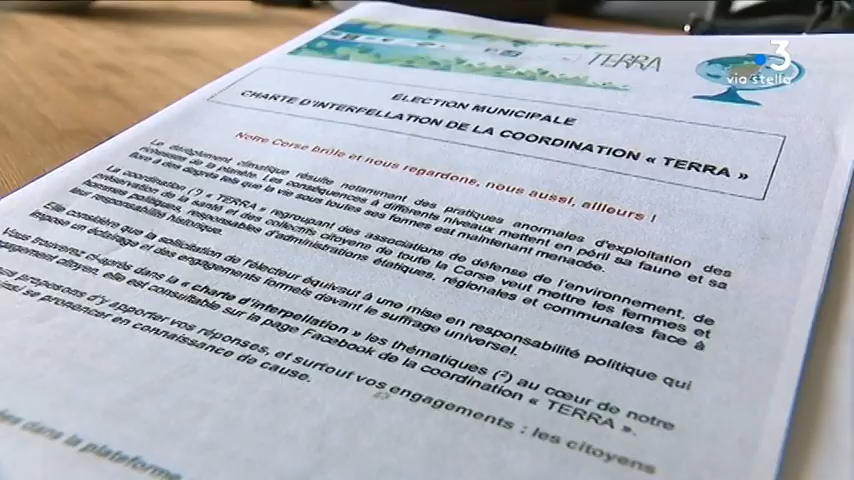 TERRA
3
via stella
ÉLECTION MUNICIPALE
CHARTE D'INTERPELLATION DE LA COORDINATION « TERRA »
Notre Corse brûle et nous regardons, nous aussi, ailleurs !
Le dérèglement climatique résulte notamment des pratiques anormales d'exploitation des
richesses de la planète. Les conséquences à différents niveaux mettent en péril sa faune et sa
flore à des degrés tels que la vie sous toutes ses formes est maintenant menacée.
La coordination (¹) « TERRA » regroupant des associations de défense de l'environnement, de
préservation de la santé et des collectifs citoyens de toute la Corse veut mettre les femmes et
hommes politiques, responsables d'administrations étatiques, régionales et communales face à
leur responsabilité historique.
Elle considère que la sollicitation de l'électeur équivaut à une mise en responsabilité politique qui
impose un éclairage et des engagements formels devant le suffrage universel.
Vous trouverez ci-après dans la « charte d'interpellation » les thématiques (²) au cœur de notre
engagement citoyen, elle est consultable sur la page Facebook de la coordination « TERRA ».
proposons d'y apporter vos réponses, et surtout vos engagements : les citoyens
se prononcer en connaissance de cause.
dans la plateforme